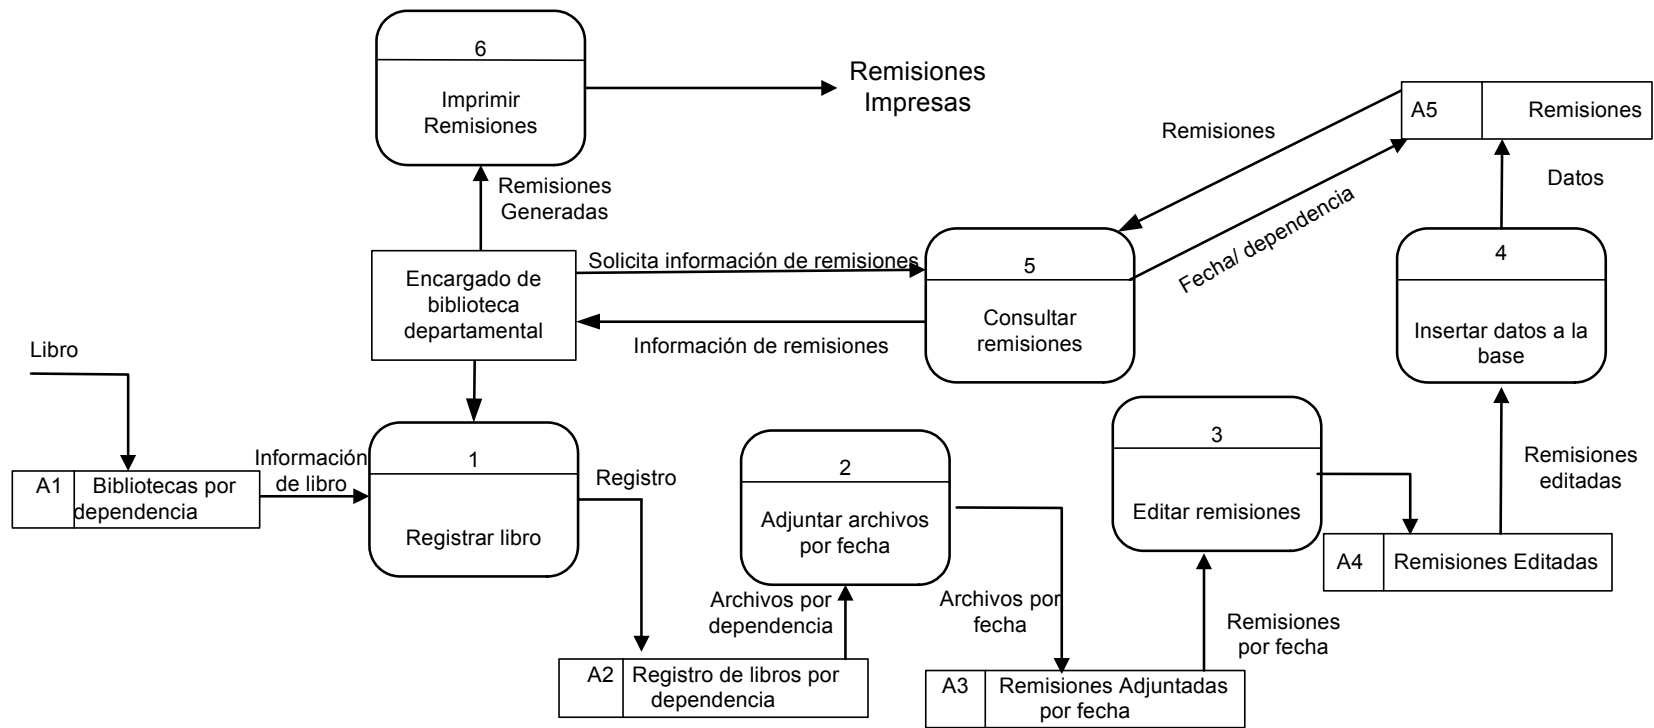 6
Imprimir
Remisiones
Remisiones
Impresas
A5
Remisiones
Remisiones
Datos
Remisiones
Generadas
Fecha/ dependencia
Solicita información de remisiones
Encargado de
biblioteca
departamental
5
Consultar
remisiones
4
Insertar datos a la
base
Información de remisiones
Libro
A1
Bibliotecas por
dependencia
Información
de libro
1
Registrar libro
Registro
2
Adjuntar archivos
por fecha
3
Editar remisiones
Remisiones
editadas
A4
Remisiones Editadas
Archivos por
dependencia
Archivos por
fecha
Remisiones
por fecha
A2
Registro de libros por
dependencia
A3
Remisiones Adjuntadas
por fecha